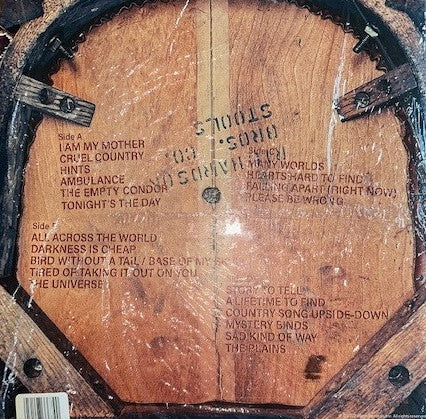 Side A
I AM MY MOTHER
CRUEL COUNTRY
HINTS
AMBULANCE
THE EMPTY CONDOR
TONIGHT'S THE DAY
Side
ALL ACROSS THE WORLD
DARKNESS IS CHEAP
BIRD WITHOUT A TAIL / BASE OF MY
TIRED OF TAKING IT OUT ON YOU
THE UNIVERSE
RICHARDSON
BROS. CO.
STOOLS
Side C
MANY WORLDS
HEARTS HARD TO FIND
FALLING APART (RIGHT NOW)
PLEASE BE WRONG
STORY TO TELL
A LIFETIME TO FIND
COUNTRY SONG UPSIDE-DOWN
MYSTERY BINDS
SAD KIND OF WAY
THE PLAINS